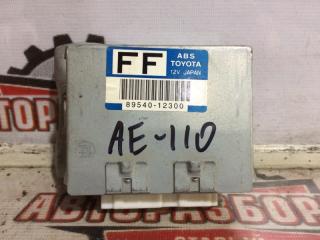 FF
ABS
TOYOTA
12V JAPAN
89540-12300
AE-110
АВТОРАЗБОР